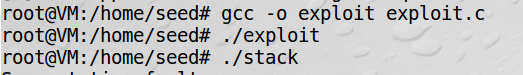 root@VM:/home/seed# gcc -o exploit exploit.c
root@VM:/home/seed# ./exploit
root@VM:/home/seed# ./stack